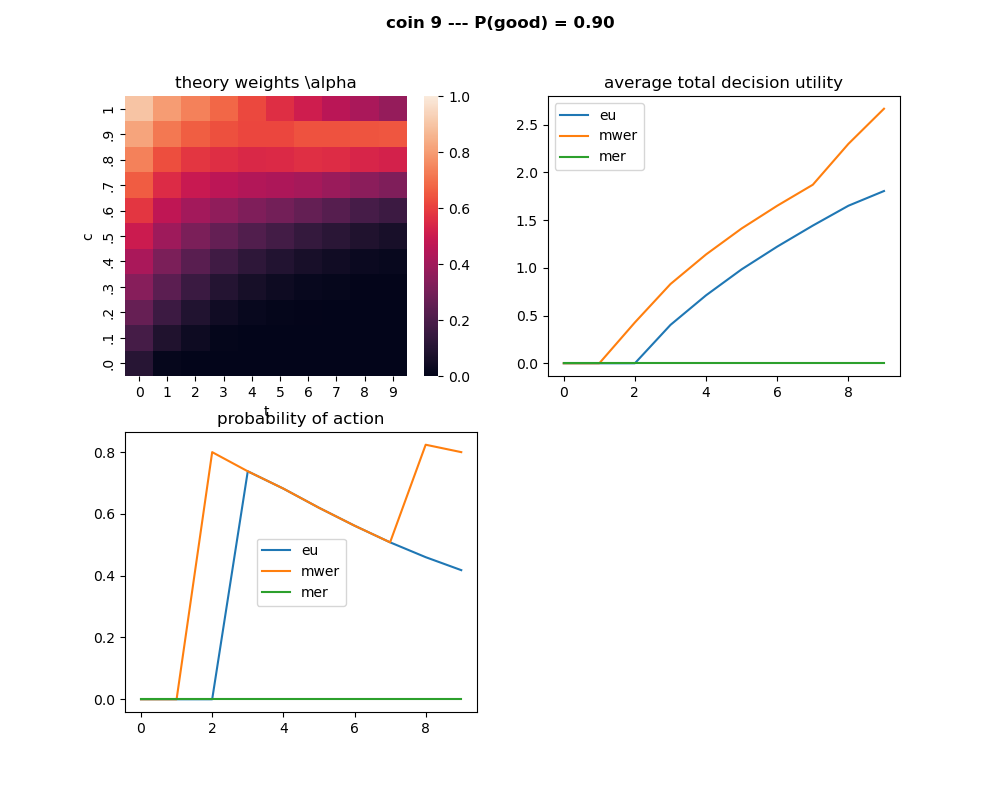 coin 9 --- P(good) = 0.90
theory weights \alpha
c
1
.9
.8
.7
.6
.5
.4
.3
.2
.1
.0
0 1 2 3 4 5 6 7 8 9
t
1.0
0.8
0.6
0.4
0.2
0.0
average total decision utility
eu
mwer
mer
2.5
2.0
1.5
1.0
0.5
0.0
0 2 4 6 8
probability of action
0.8
0.6
0.4
0.2
0.0
eu
mwer
mer
0 2 4 6 8